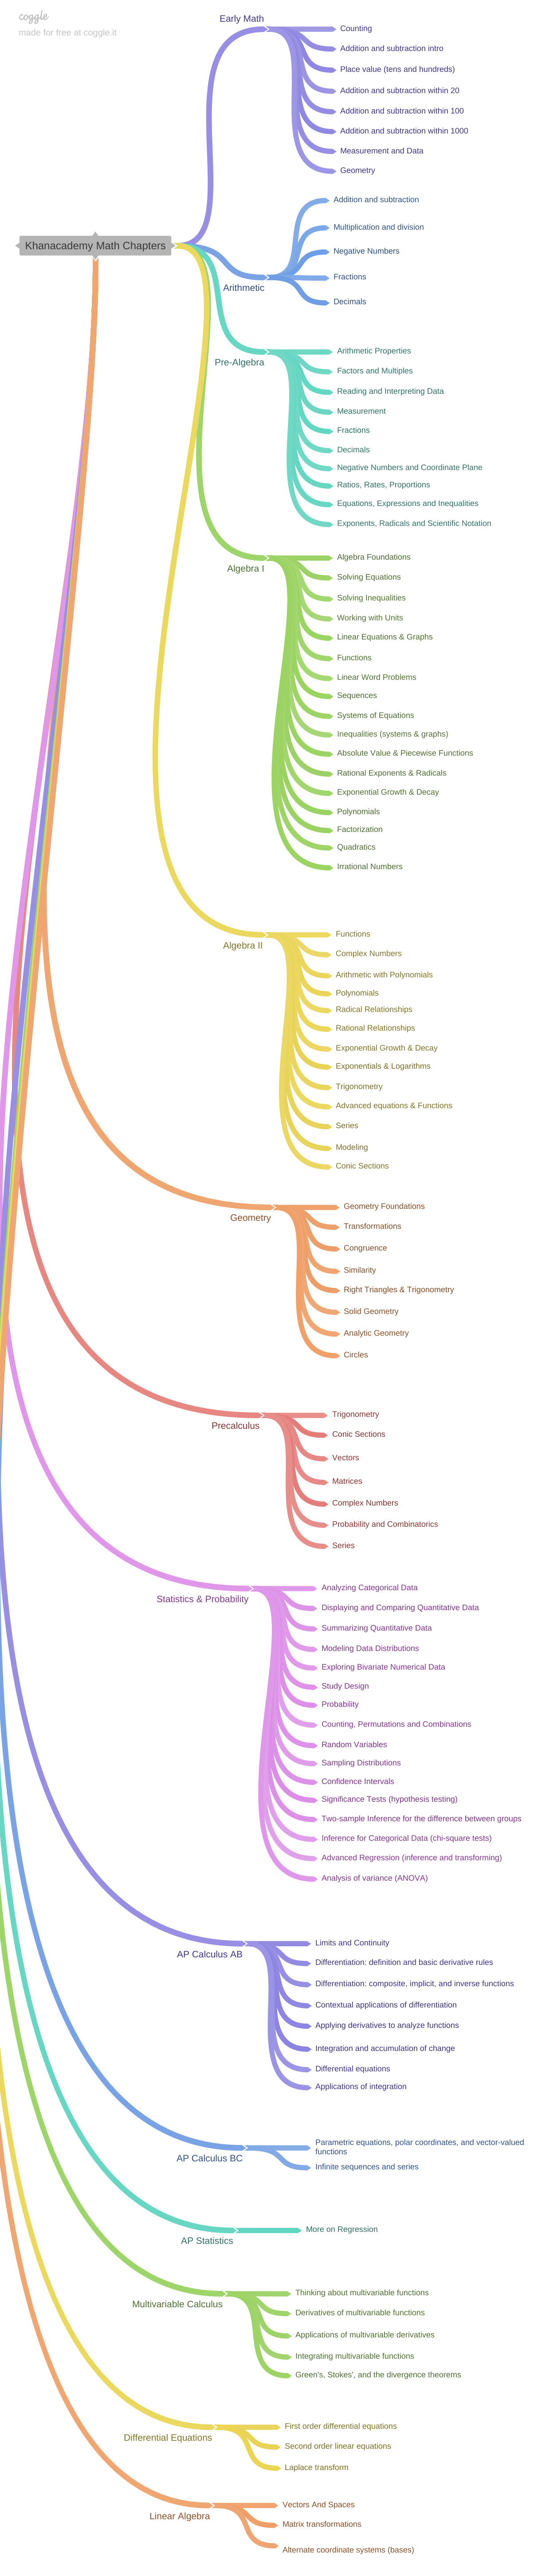 coggle
made for free at coggle.it
Khanacademy Math Chapters
Early Math
Counting
Addition and subtraction intro
Place value (tens and hundreds)
Addition and subtraction within 20
Addition and subtraction within 100
Addition and subtraction within 1000
Measurement and Data
Geometry
Arithmetic
Addition and subtraction
Multiplication and division
Negative Numbers
Fractions
Decimals
Pre-Algebra
Arithmetic Properties
Factors and Multiples
Reading and Interpreting Data
Measurement
Fractions
Decimals
Negative Numbers and Coordinate Plane
Ratios, Rates, Proportions
Equations, Expressions and Inequalities
Exponents, Radicals and Scientific Notation
Algebra I
Algebra Foundations
Solving Equations
Solving Inequalities
Working with Units
Linear Equations & Graphs
Functions
Linear Word Problems
Sequences
Systems of Equations
Inequalities (systems & graphs)
Absolute Value & Piecewise Functions
Rational Exponents & Radicals
Exponential Growth & Decay
Polynomials
Factorization
Quadratics
Irrational Numbers
Algebra II
Functions
Complex Numbers
Arithmetic with Polynomials
Polynomials
Radical Relationships
Rational Relationships
Exponential Growth & Decay
Exponentials & Logarithms
Trigonometry
Advanced equations & Functions
Series
Modeling
Conic Sections
Geometry
Geometry Foundations
Transformations
Congruence
Similarity
Right Triangles & Trigonometry
Solid Geometry
Analytic Geometry
Circles
Precalculus
Trigonometry
Conic Sections
Vectors
Matrices
Complex Numbers
Probability and Combinatorics
Series
Statistics & Probability
Analyzing Categorical Data
Displaying and Comparing Quantitative Data
Summarizing Quantitative Data
Modeling Data Distributions
Exploring Bivariate Numerical Data
Study Design
Probability
Counting, Permutations and Combinations
Random Variables
Sampling Distributions
Confidence Intervals
Significance Tests (hypothesis testing)
Two-sample Inference for the difference between groups
Inference for Categorical Data (chi-square tests)
Advanced Regression (inference and transforming)
Analysis of variance (ANOVA)
AP Calculus AB
Limits and Continuity
Differentiation: definition and basic derivative rules
Differentiation: composite, implicit, and inverse functions
Contextual applications of differentiation
Applying derivatives to analyze functions
Integration and accumulation of change
Differential equations
Applications of integration
AP Calculus BC
Parametric equations, polar coordinates, and vector-valued
functions
Infinite sequences and series
AP Statistics
More on Regression
Multivariable Calculus
Thinking about multivariable functions
Derivatives of multivariable functions
Applications of multivariable derivatives
Integrating multivariable functions
Green's, Stokes', and the divergence theorems
Differential Equations
First order differential equations
Second order linear equations
Laplace transform
Linear Algebra
Vectors And Spaces
Matrix transformations
Alternate coordinate systems (bases)